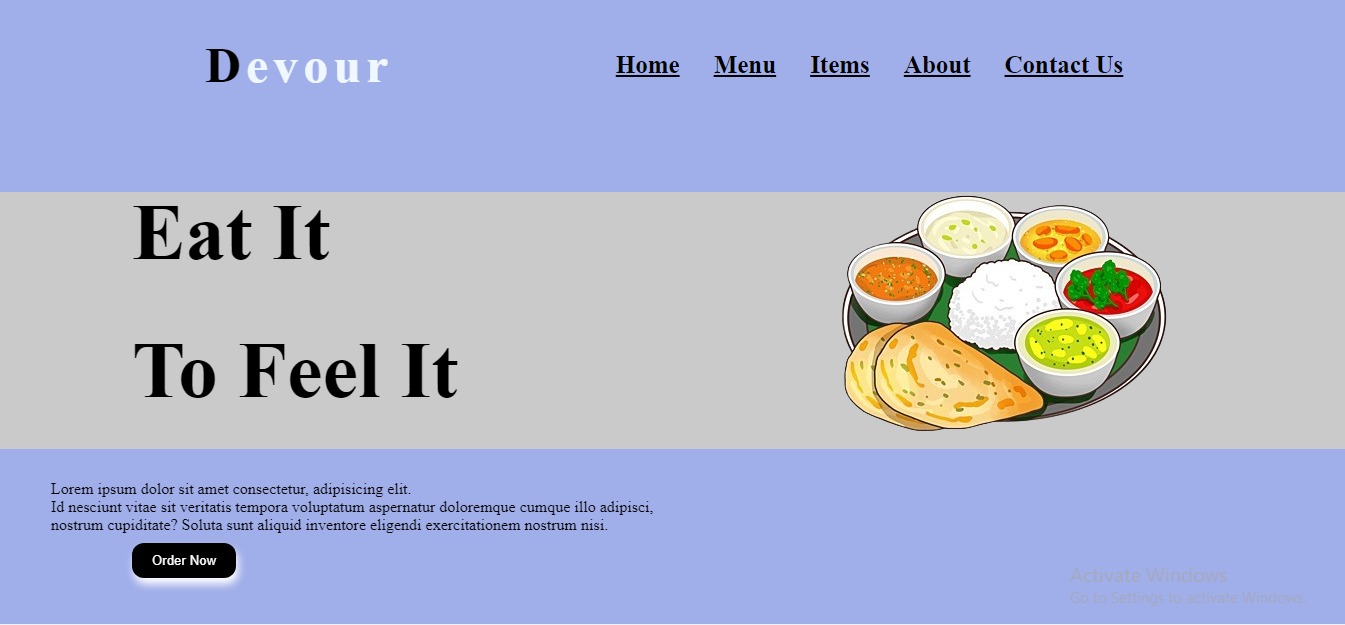 Devour
Home Menu Items About Contact Us
Eat It
To Feel It
Lorem ipsum dolor sit amet consectetur, adipisicing elit.
Id nesciunt vitae sit veritatis tempora voluptatum aspernatur doloremque cumque illo adipisci,
nostrum cupiditate? Soluta sunt aliquid inventore eligendi exercitationem nostrum nisi.
Order Now
Activate Windows
Go to Settings to activate Windows.